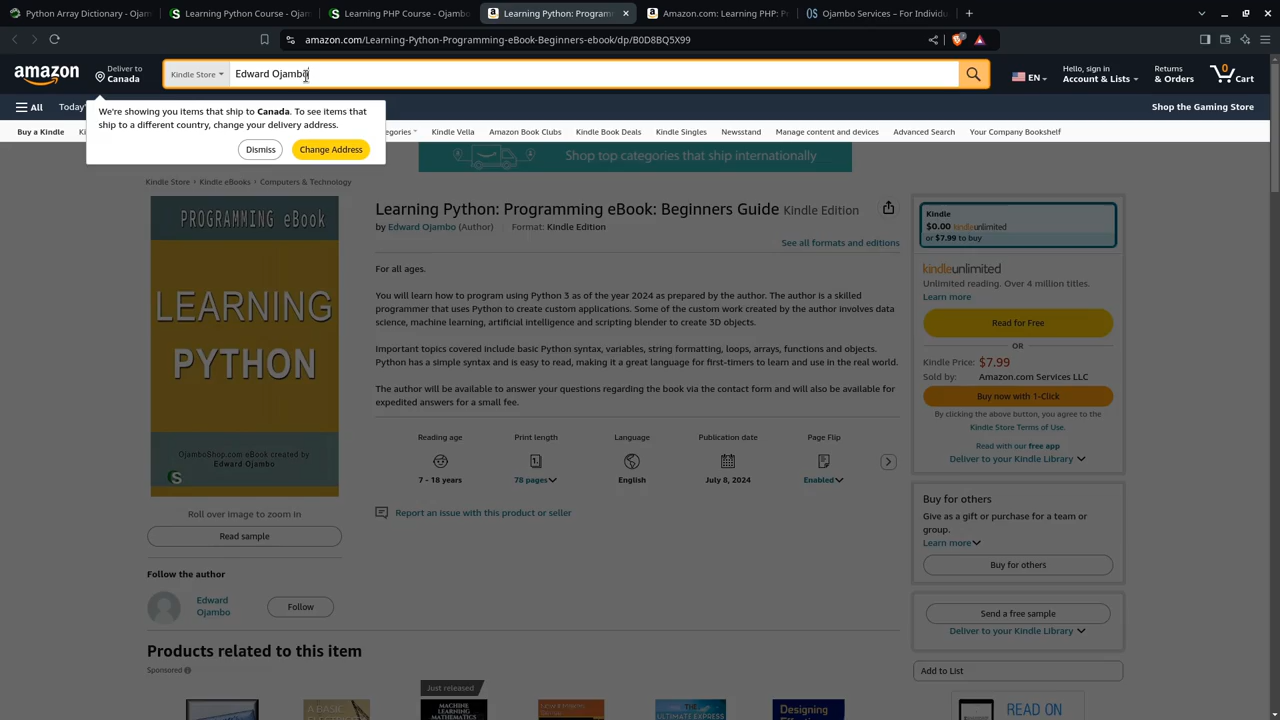 Python Array Dictionary - Ojam
Learning Python Course - Ojam
Learning PHP Course - Ojambo
Learning Python: Program
Amazon.com: Learning PHP: P
Ojambo Services – For Individu
amazon.com/Learning-Python-Programming-eBook-Beginners-ebook/dp/B0D8BQ5X99
amazon
Deliver to
Canada
Kindle Store
Edward Ojambo
EN
Hello, sign in
Account & Lists
Returns
& Orders
0
Cart
All
Today'
Shop the Gaming Store
We're showing you items that ship to Canada. To see items that
ship to a different country, change your delivery address.
Dismiss
Change Address
Buy a Kindle
Ki
egories
Kindle Vella
Amazon Book Clubs
Kindle Book Deals
Kindle Singles
Newsstand
Manage content and devices
Advanced Search
Your Company Bookshelf
Shop top categories that ship internationally
Kindle Store › Kindle eBooks › Computers & Technology
PROGRAMMING eBook
LEARNING
PYTHON
OjamboShop.com eBook created by
Edward Ojambo
Roll over image to zoom in
Read sample
Follow the author
Edward
Ojambo
Follow
Learning Python: Programming eBook: Beginners Guide Kindle Edition
by Edward Ojambo (Author)
Format: Kindle Edition
See all formats and editions
For all ages.
You will learn how to program using Python 3 as of the year 2024 as prepared by the author. The author is a skilled
programmer that uses Python to create custom applications. Some of the custom work created by the author involves data
science, machine learning, artificial intelligence and scripting blender to create 3D objects.
Important topics covered include basic Python syntax, variables, string formatting, loops, arrays, functions and objects.
Python has a simple syntax and is easy to read, making it a great language for first-timers to learn and use in the real world.
The author will be available to answer your questions regarding the book via the contact form and will also be available for
expedited answers for a small fee.
Reading age
7 - 18 years
Print length
78 pages
Language
English
Publication date
July 8, 2024
Page Flip
Enabled
Report an issue with this product or seller
Kindle
$0.00 kindleunlimited
or $7.99 to buy
kindleunlimited
Unlimited reading. Over 4 million titles.
Learn more
Read for Free
OR
Kindle Price: $7.99
Sold by: Amazon.com Services LLC
Buy now with 1-Click
By clicking the above button, you agree to the
Kindle Store Terms of Use.
Read with our free app
Deliver to your Kindle Library
Buy for others
Give as a gift or purchase for a team or
group.
Learn more
Buy for others
Send a free sample
Deliver to your Kindle Library
Add to List
READ ON
Products related to this item
Sponsored
Just released
A BASIC
MACHINE
LEARNING
MATHEMATICS
THE ULTIMATE EXPRESS
Designing